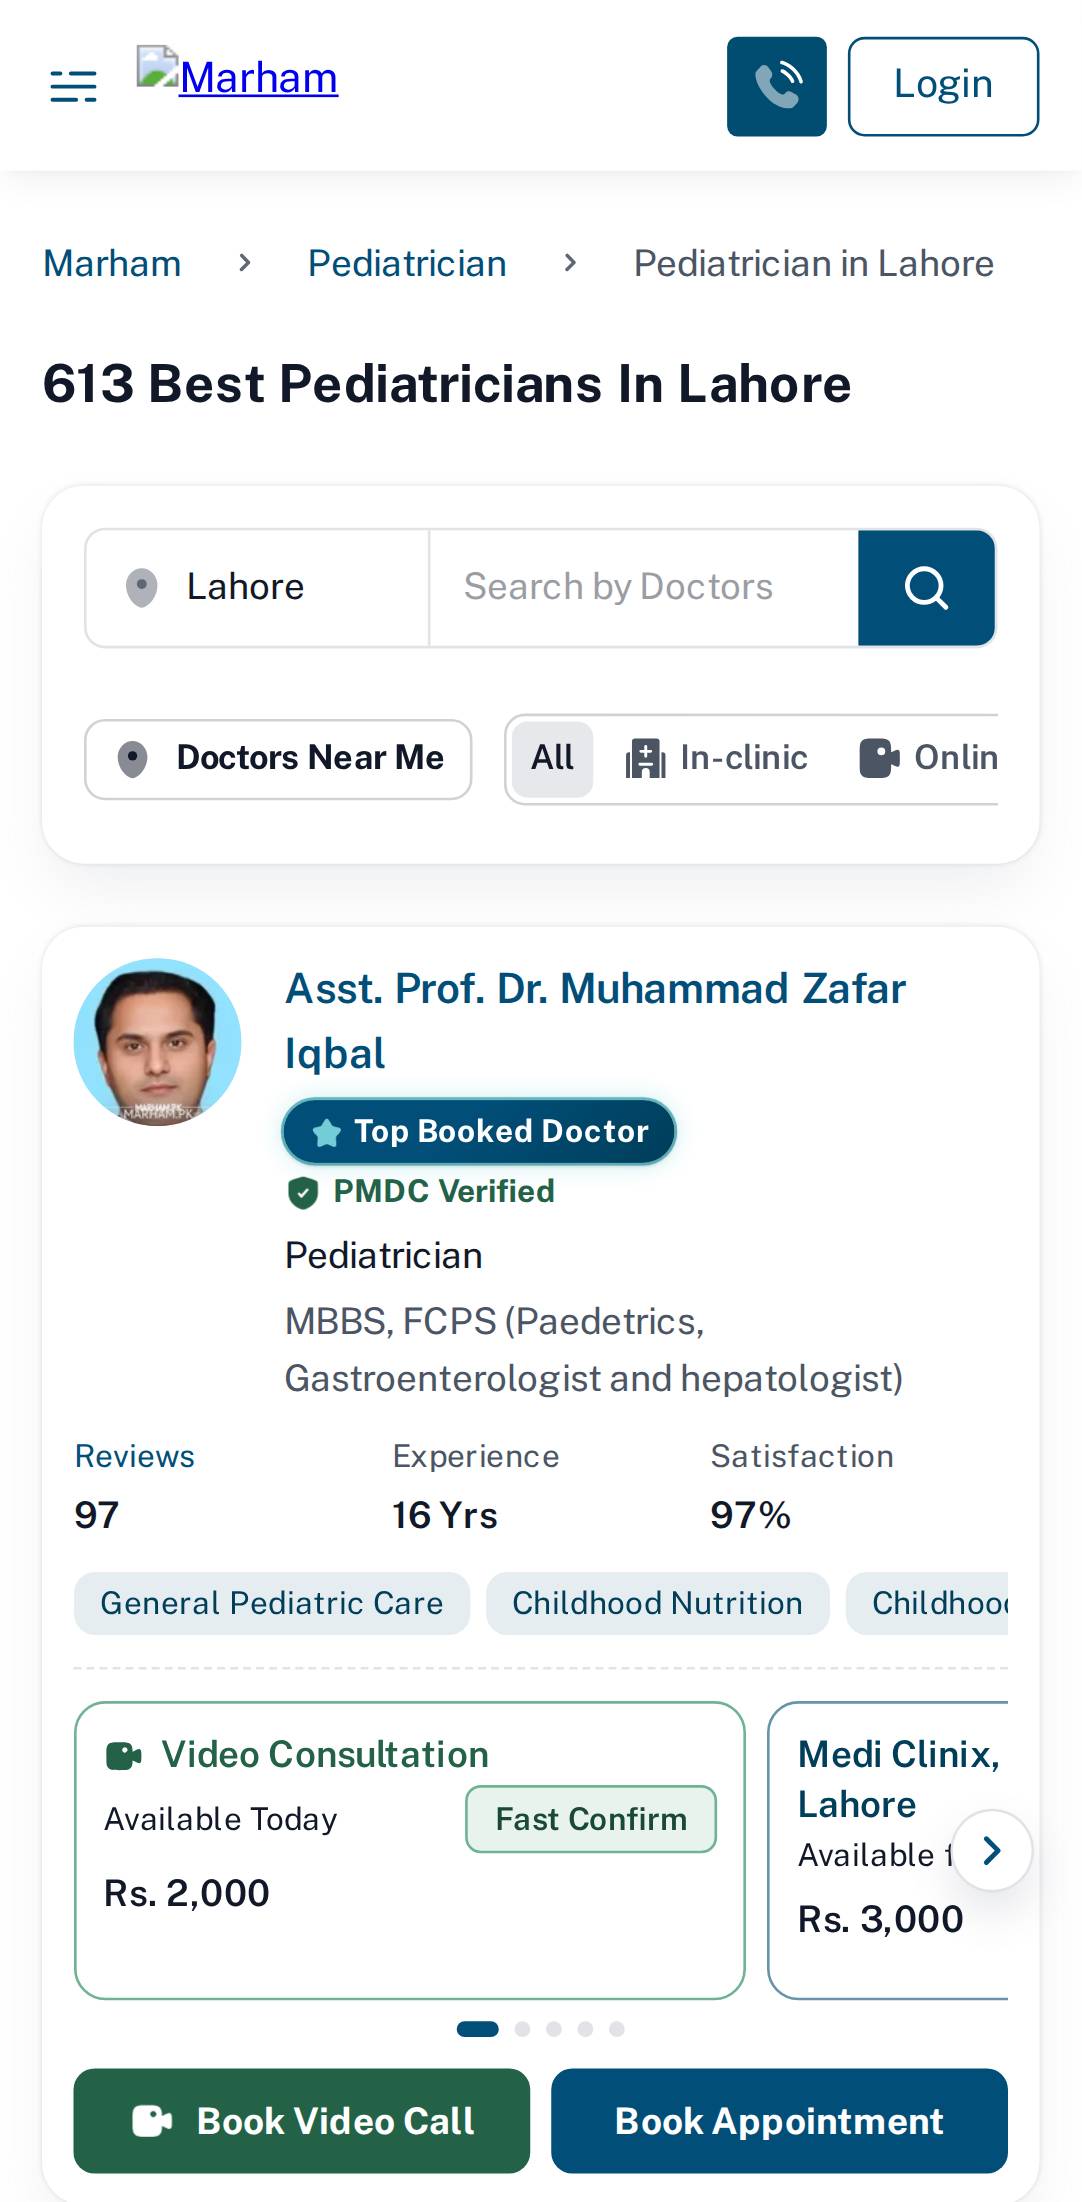 Marham
Login
Marham > Pediatrician > Pediatrician in Lahore
613 Best Pediatricians In Lahore
Lahore Search by Doctors
Doctors Near Me All In-clinic Onlin
Asst. Prof. Dr. Muhammad Zafar
Iqbal
MARHAM.PK
Top Booked Doctor
PMDC Verified
Pediatrician
MBBS, FCPS (Paedetrics,
Gastroenterologist and hepatologist)
Reviews Experience Satisfaction
97 16 Yrs 97%
General Pediatric Care Childhood Nutrition Childhood
Video Consultation
Available Today Fast Confirm
Rs. 2,000
Medi Clinix,
Lahore
Available
Rs. 3,000
Book Video Call Book Appointment